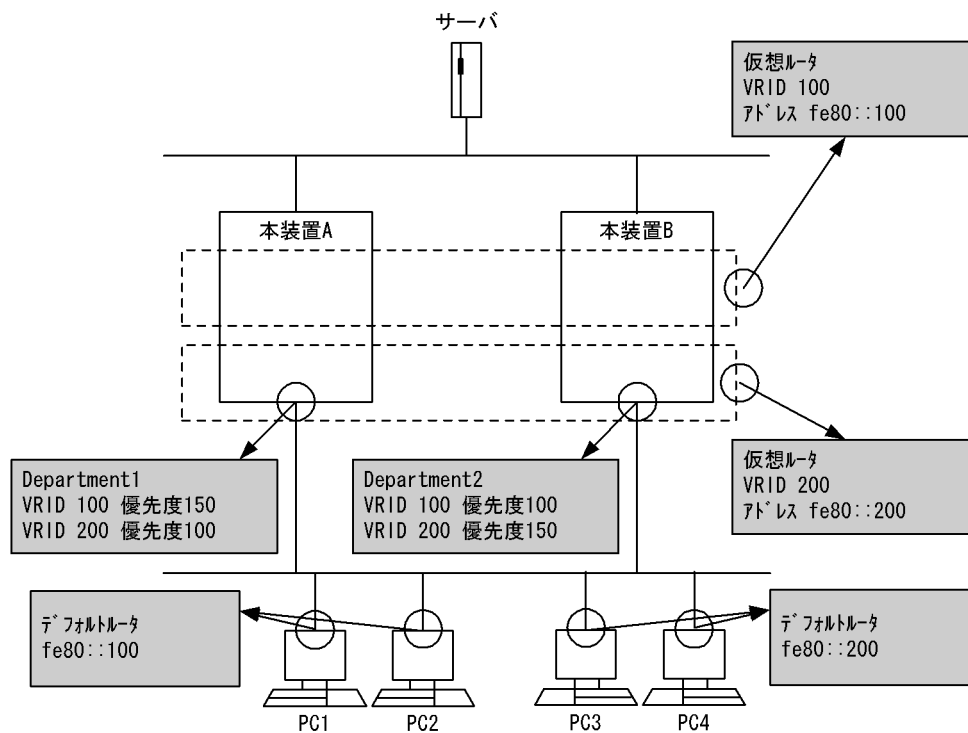 サーバ
仮想ﾙｰﾀ
VRID 100
ｱﾄﾞﾚｽ fe80::100
本装置A
本装置B
仮想ﾙｰﾀ
VRID 200
ｱﾄﾞﾚｽ fe80::200
Department1
VRID 100 優先度150
VRID 200 優先度100
Department2
VRID 100 優先度100
VRID 200 優先度150
ﾃﾞﾌｫﾙﾄﾙｰﾀ
fe80::100
ﾃﾞﾌｫﾙﾄﾙｰﾀ
fe80::200
PC1
PC2
PC3
PC4